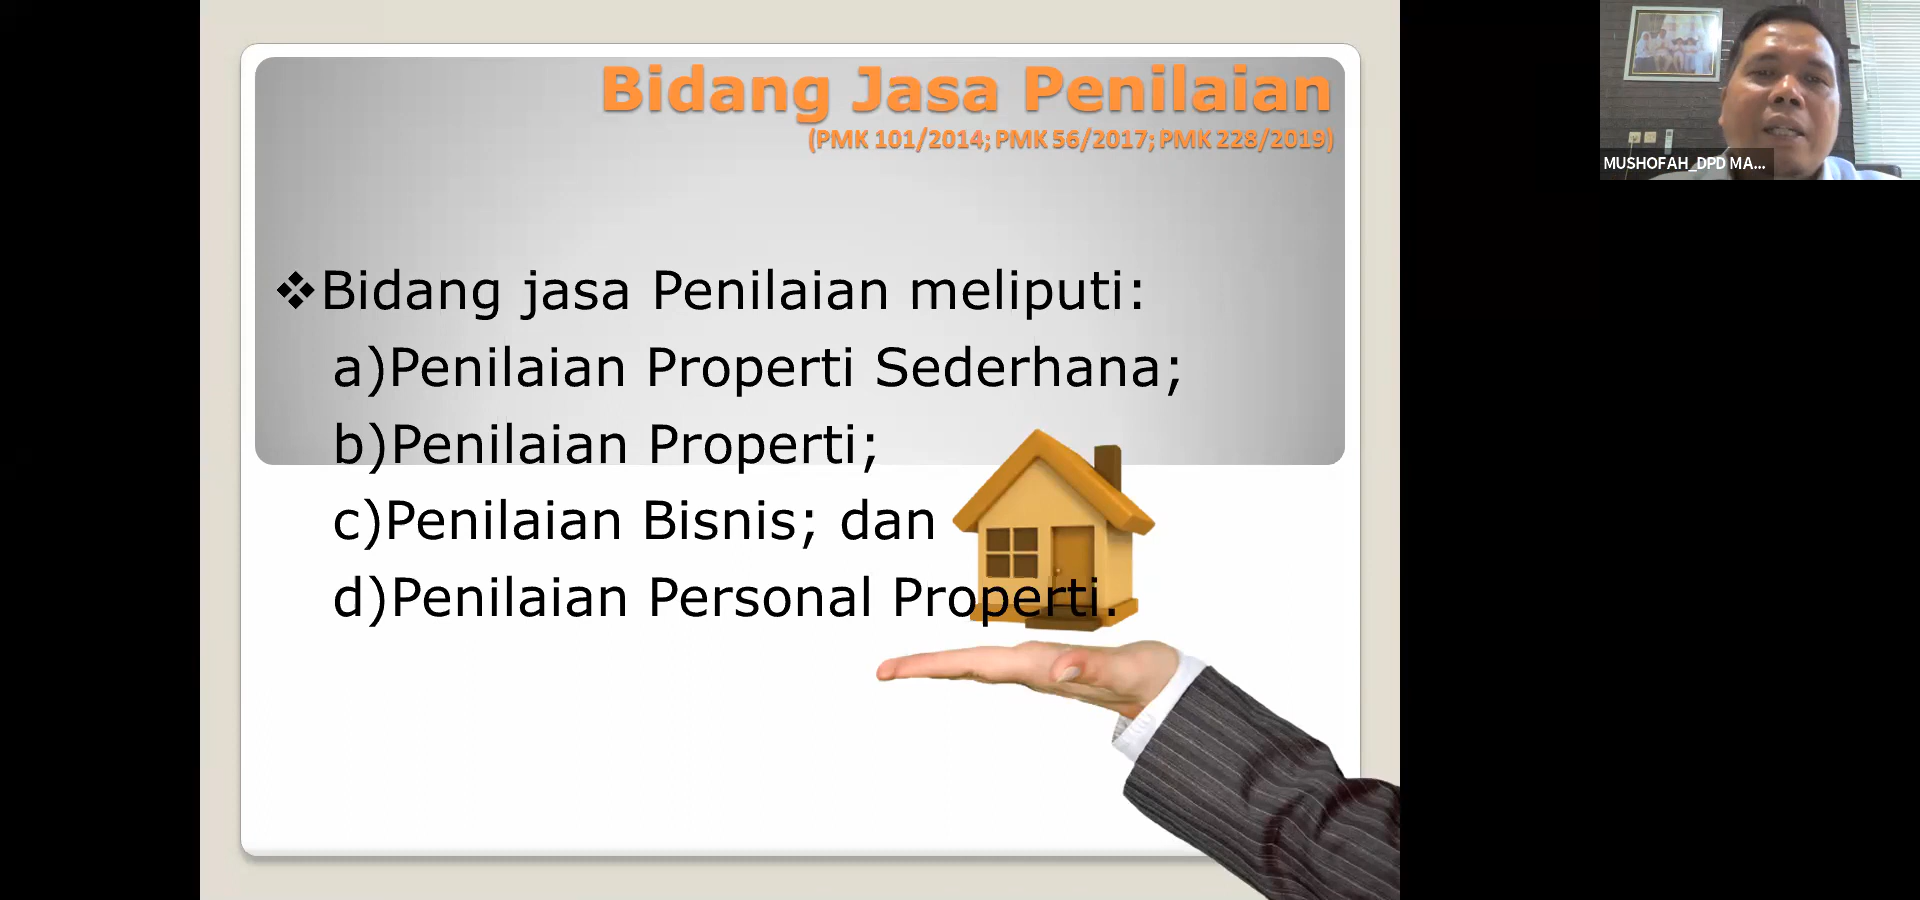 Bidang Jasa Penilaian
(PMK 101/2014; PMK 56/2017; PMK 228/2019)
❖Bidang jasa Penilaian meliputi:
a)Penilaian Properti Sederhana;
b)Penilaian Properti;
c)Penilaian Bisnis; dan
d)Penilaian Personal Properti.
MUSHOFAH_DPD MA...